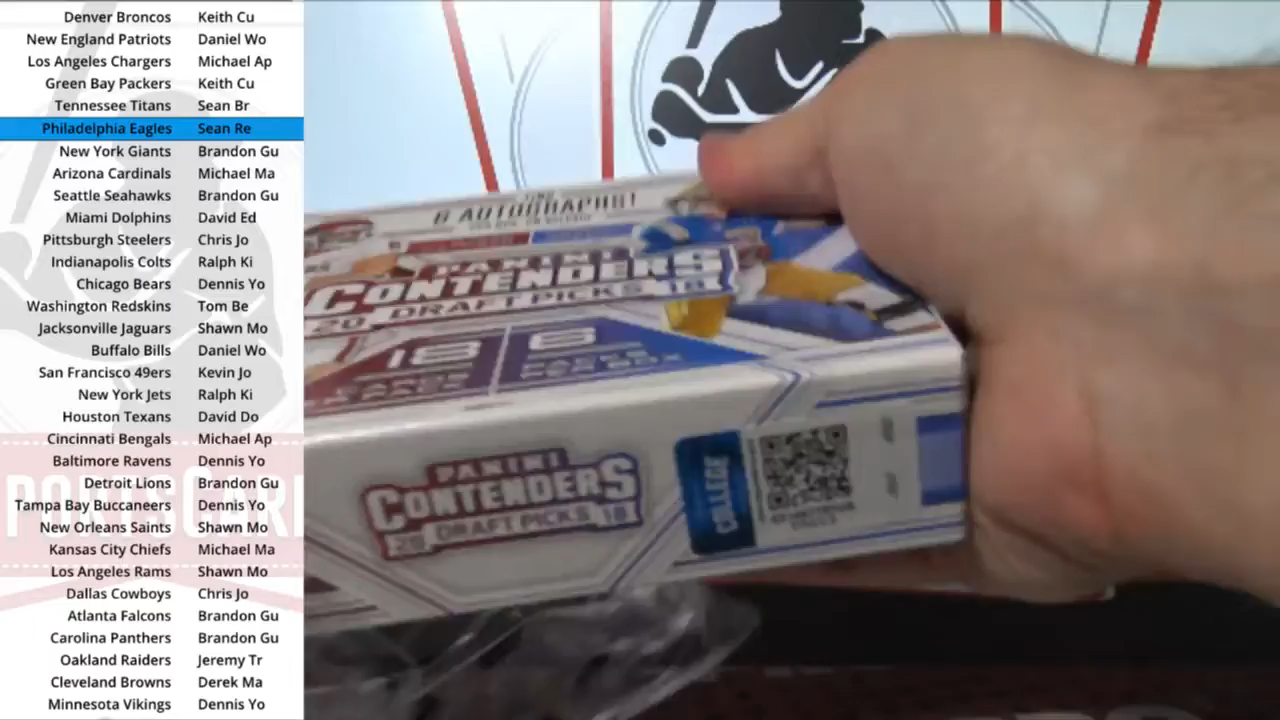 Denver Broncos Keith Cu
New England Patriots Daniel Wo
Los Angeles Chargers Michael Ap
Green Bay Packers Keith Cu
Tennessee Titans Sean Br
Philadelphia Eagles Sean Re
New York Giants Brandon Gu
Arizona Cardinals Michael Ma
Seattle Seahawks Brandon Gu
Miami Dolphins David Ed
Pittsburgh Steelers Chris Jo
Indianapolis Colts Ralph Ki
Chicago Bears Dennis Yo
Washington Redskins Tom Be
Jacksonville Jaguars Shawn Mo
Buffalo Bills Daniel Wo
San Francisco 49ers Kevin Jo
New York Jets Ralph Ki
Houston Texans David Do
Cincinnati Bengals Michael Ap
Baltimore Ravens Dennis Yo
Detroit Lions Brandon Gu
Tampa Bay Buccaneers Dennis Yo
New Orleans Saints Shawn Mo
Kansas City Chiefs Michael Ma
Los Angeles Rams Shawn Mo
Dallas Cowboys Chris Jo
Atlanta Falcons Brandon Gu
Carolina Panthers Brandon Gu
Oakland Raiders Jeremy Tr
Cleveland Browns Derek Ma
Minnesota Vikings Dennis Yo
6 AUTOGRAPHS!
PANINI
CONTENDERS
20 DRAFT PICKS 18
18 6
PANINI
CONTENDERS
20 DRAFT PICKS 18
COLLEGE